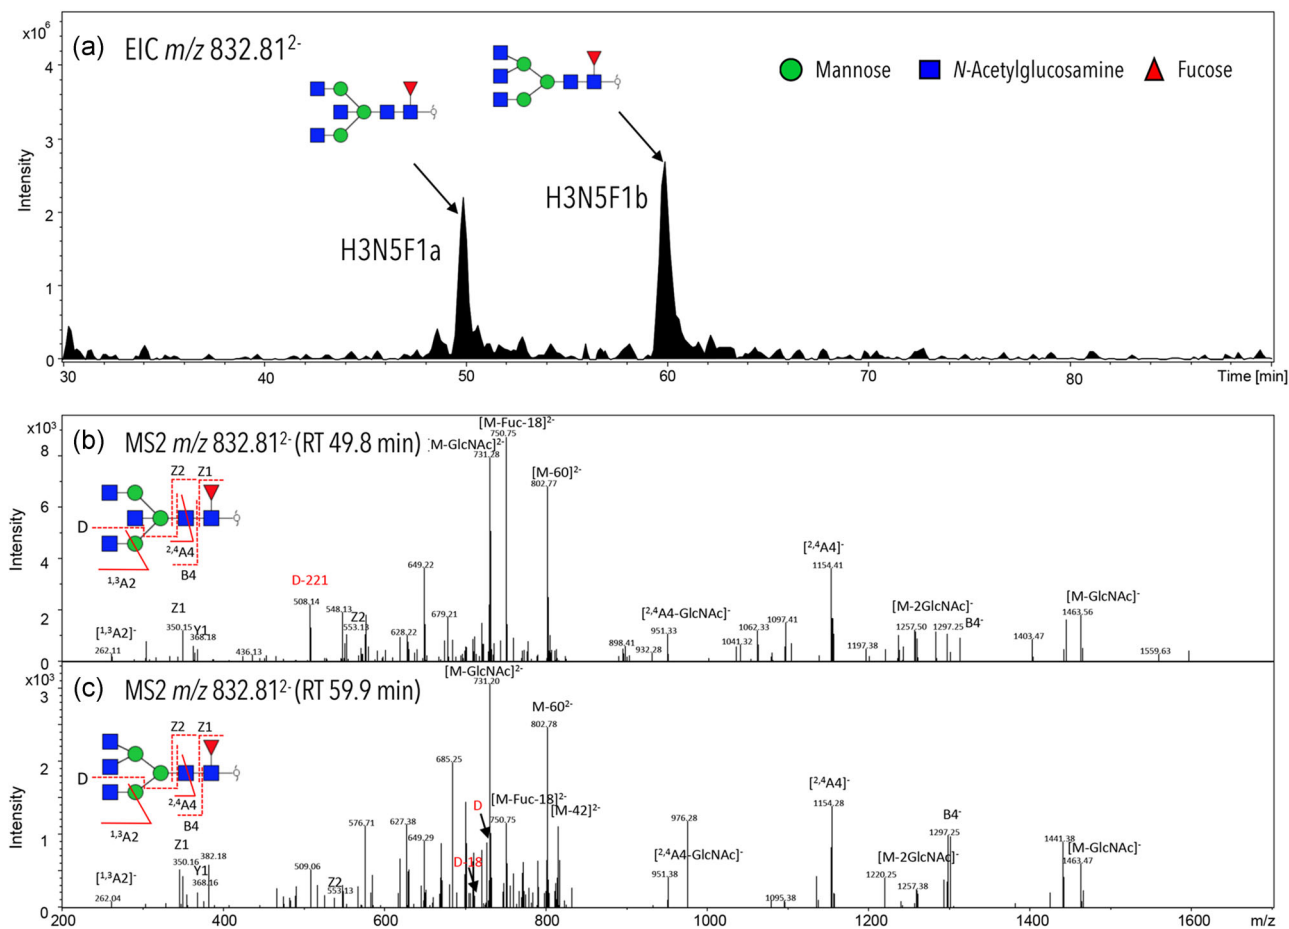 x10⁶
(a) EIC m/z 832.81²⁻
Mannose N-Acetylglucosamine Fucose
4
3
2
1
0
Intensity
H3N5F1a
H3N5F1b
30 40 50 60 70 80 Time [min]
x10³
(b) MS2 m/z 832.81²⁻ (RT 49.8 min)
8
6
4
2
0
Intensity
Z2 Z1
D
²,⁴A4
¹,³A2
B4
[¹,³A2]⁻
262.11
Z1
350.15
Y1
368.18
436.13
D-221
508.14
548.13
Z2
553.13
628.22
649.22
679.21
[M-GlcNAc]²⁻
731.28
[M-Fuc-18]²⁻
750.75
[M-60]²⁻
802.77
898.41
932.28
[²,⁴A4-GlcNAc]⁻
951.33
1041.32
1062.33
1097.41
[²,⁴A4]⁻
1154.41
1197.38
[M-2GlcNAc]⁻
1257.50
B4⁻
1297.25
1403.47
[M-GlcNAc]⁻
1463.56
1559.63
x10³
(c) MS2 m/z 832.81²⁻ (RT 59.9 min)
3
2
1
0
Intensity
Z2 Z1
D
²,⁴A4
¹,³A2
B4
[¹,³A2]⁻
262.04
Z1
350.16
382.18
Y1
368.16
509.06
Z2
553.13
576.71
627.38
649.29
685.25
D
D-18
[M-GlcNAc]²⁻
731.20
[M-Fuc-18]²⁻
750.75
M-60²⁻
802.78
[M-42]²⁻
[²,⁴A4-GlcNAc]⁻
951.38
976.28
1095.38
[²,⁴A4]⁻
1154.28
[M-2GlcNAc]⁻
1220.25
1257.38
B4⁻
1297.25
1441.38
[M-GlcNAc]⁻
1463.47
200 400 600 800 1000 1200 1400 1600 m/z